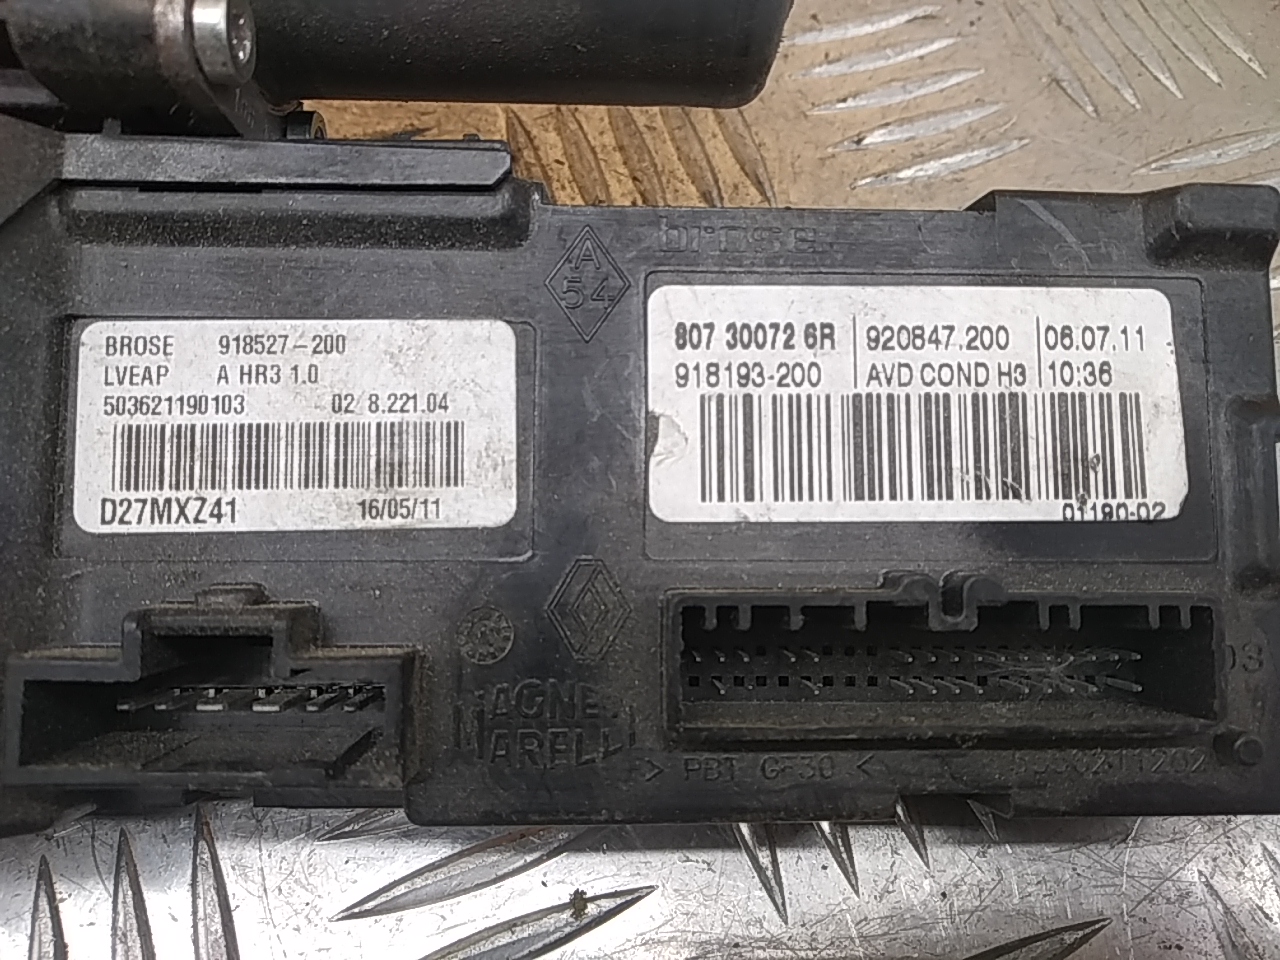 brose
A
54
BROSE 918527-200
LVEAP A HR3 1.0
503621190103 02 8.221.04
D27MXZ41 16/05/11
807 30072 6R 920847.200 06.07.11
918193-200 AVD COND H3 10:36
01180-02
MAGNETI
MARELLI
> PBT GF30 <